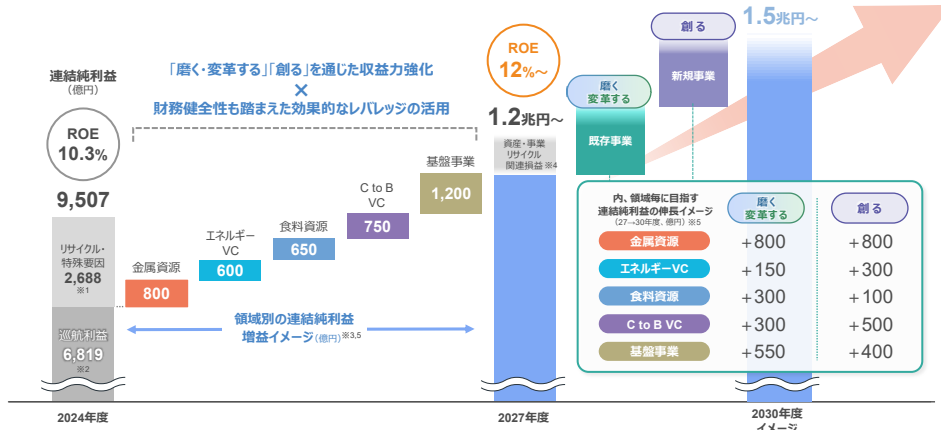 連結純利益
(億円)
ROE
10.3%
9,507
リサイクル・
特殊要因
2,688
※1
巡航利益
6,819
※2
「磨く・変革する」「創る」を通じた収益力強化
×
財務健全性も踏まえた効果的なレバレッジの活用
金属資源
800
エネルギー
VC
600
食料資源
650
C to B
VC
750
基盤事業
1,200
領域別の連結純利益
増益イメージ(億円)※3,5
ROE
12%~
1.2兆円~
資産・事業
リサイクル
関連損益 ※4
磨く
変革する
既存事業
創る
新規事業
1.5兆円~
内、領域毎に目指す
連結純利益の伸長イメージ
(27→30年度、億円) ※5
磨く
変革する
創る
金属資源 +800 +800
エネルギーVC +150 +300
食料資源 +300 +100
C to B VC +300 +500
基盤事業 +550 +400
2024年度
2027年度
2030年度
イメージ